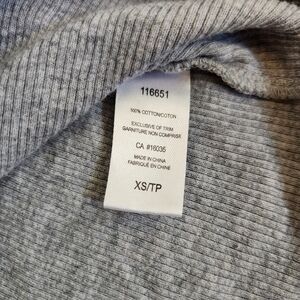 116651
100% COTTON/COTON
EXCLUSIVE OF TRIM
GARNITURE NON COMPRISE
CA #16035
MADE IN CHINA
FABRIQUÉ EN CHINE
XS/TP